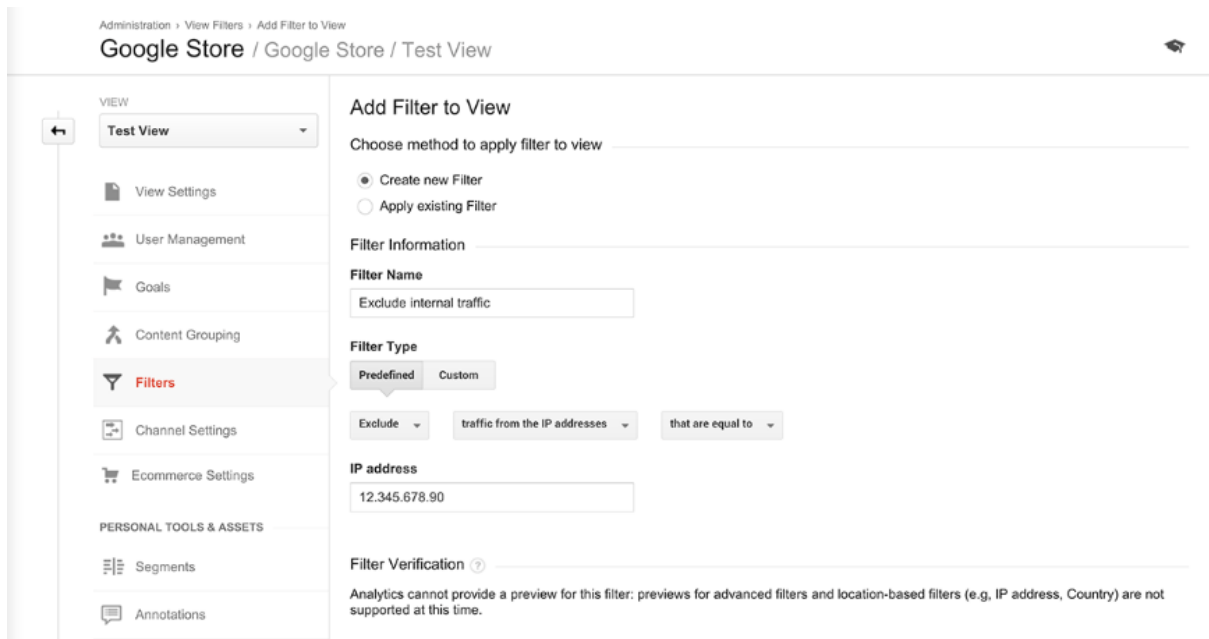 Administration › View Filters › Add Filter to View
Google Store / Google Store / Test View
VIEW
Test View
View Settings
User Management
Goals
Content Grouping
Filters
Channel Settings
Ecommerce Settings
PERSONAL TOOLS & ASSETS
Segments
Annotations
Add Filter to View
Choose method to apply filter to view
Create new Filter
Apply existing Filter
Filter Information
Filter Name
Exclude internal traffic
Filter Type
Predefined Custom
Exclude traffic from the IP addresses that are equal to
IP address
12.345.678.90
Filter Verification ?
Analytics cannot provide a preview for this filter: previews for advanced filters and location-based filters (e.g, IP address, Country) are not
supported at this time.